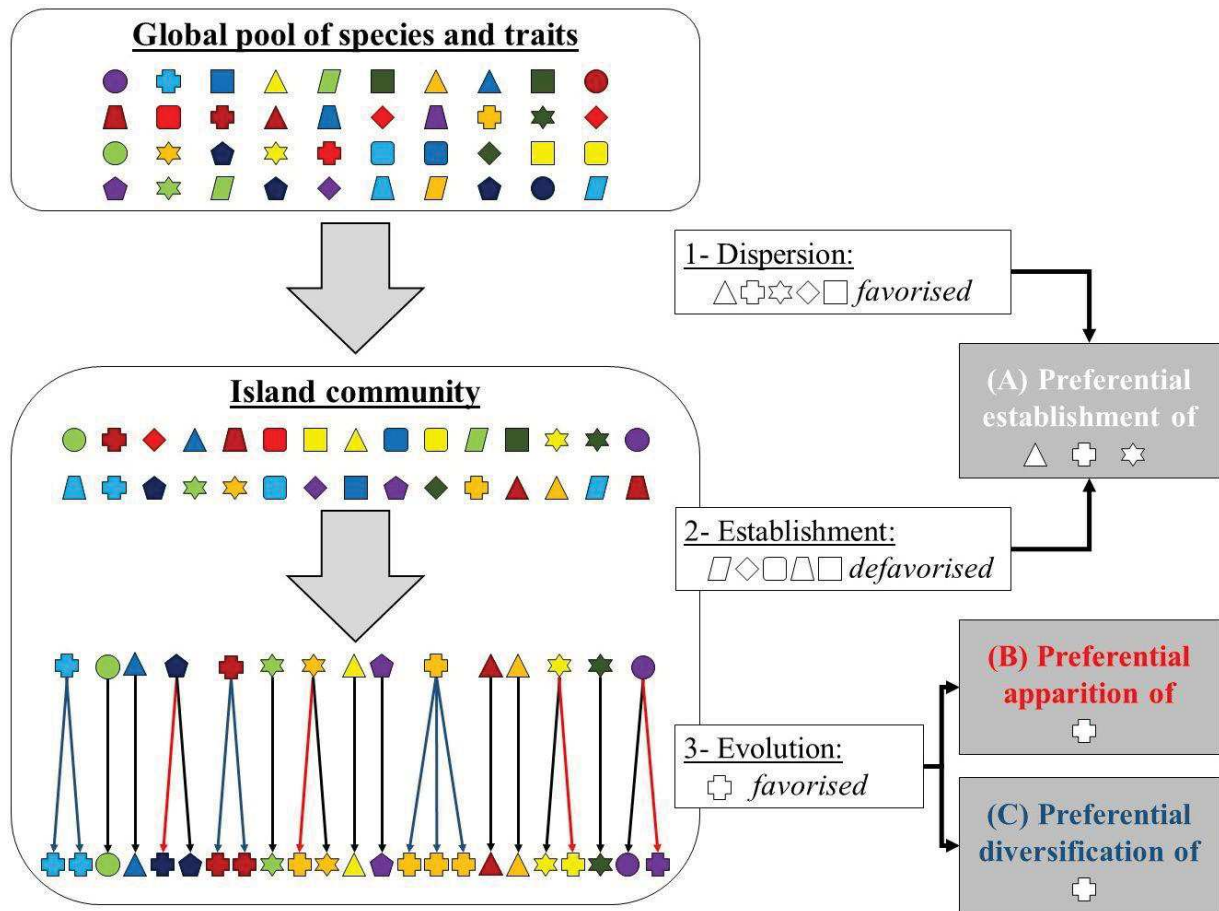 Global pool of species and traits
1- Dispersion:
favorised
Island community
(A) Preferential
establishment of
2- Establishment:
defavorised
(B) Preferential
apparition of
3- Evolution:
favorised
(C) Preferential
diversification of